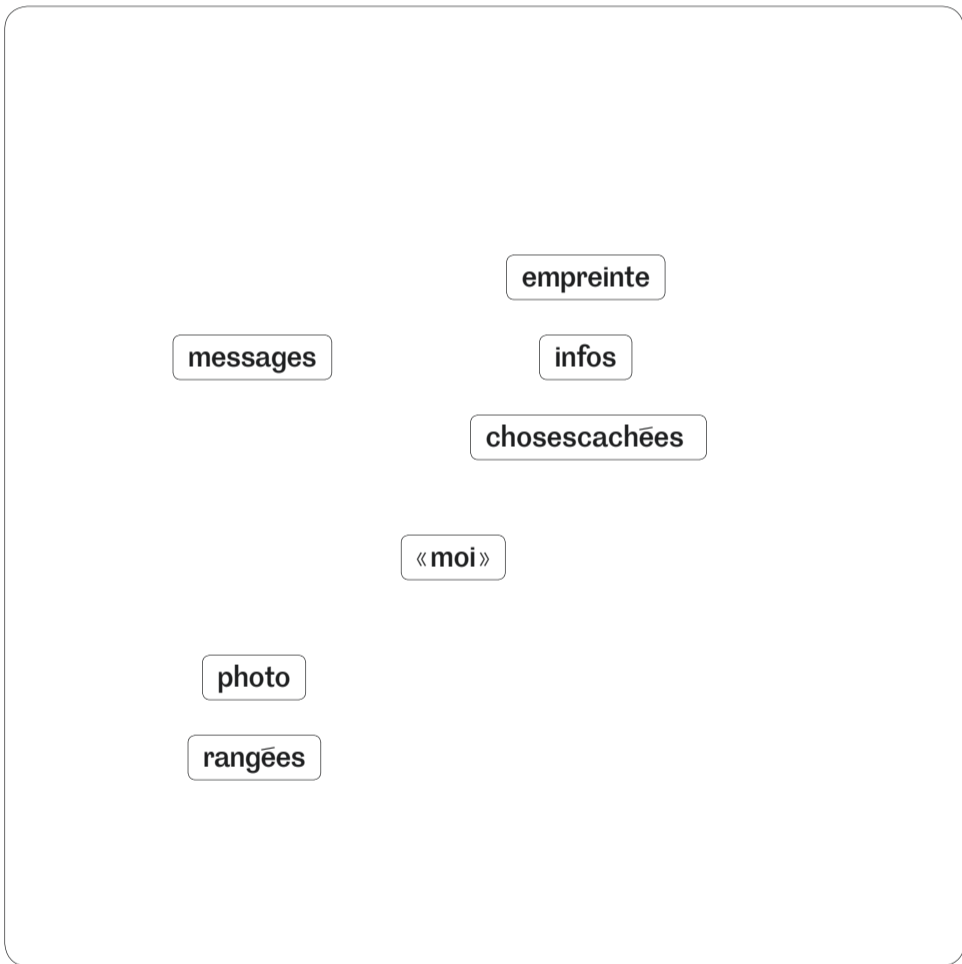 empreinte
messages
infos
chosescachées
«moi»
photo
rangées